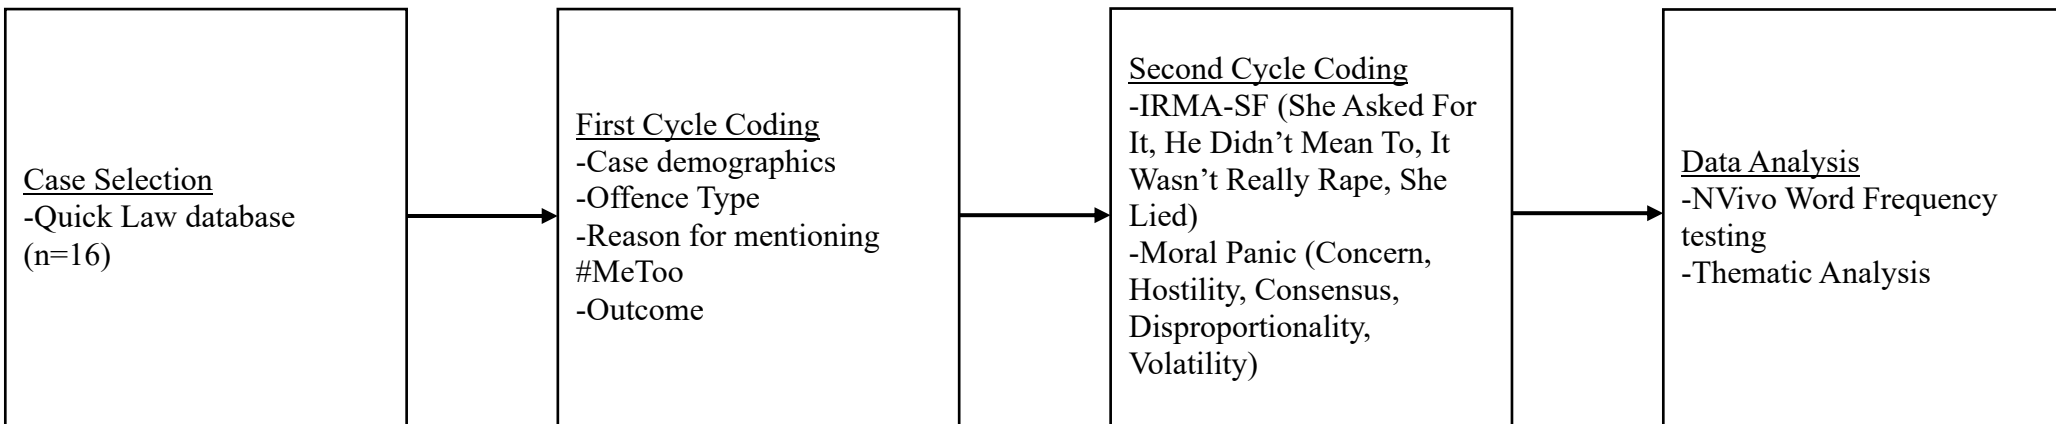 Case Selection
-Quick Law database
(n=16)
First Cycle Coding
-Case demographics
-Offence Type
-Reason for mentioning
#MeToo
-Outcome
Second Cycle Coding
-IRMA-SF (She Asked For
It, He Didn’t Mean To, It
Wasn’t Really Rape, She
Lied)
-Moral Panic (Concern,
Hostility, Consensus,
Disproportionality,
Volatility)
Data Analysis
-NVivo Word Frequency
testing
-Thematic Analysis